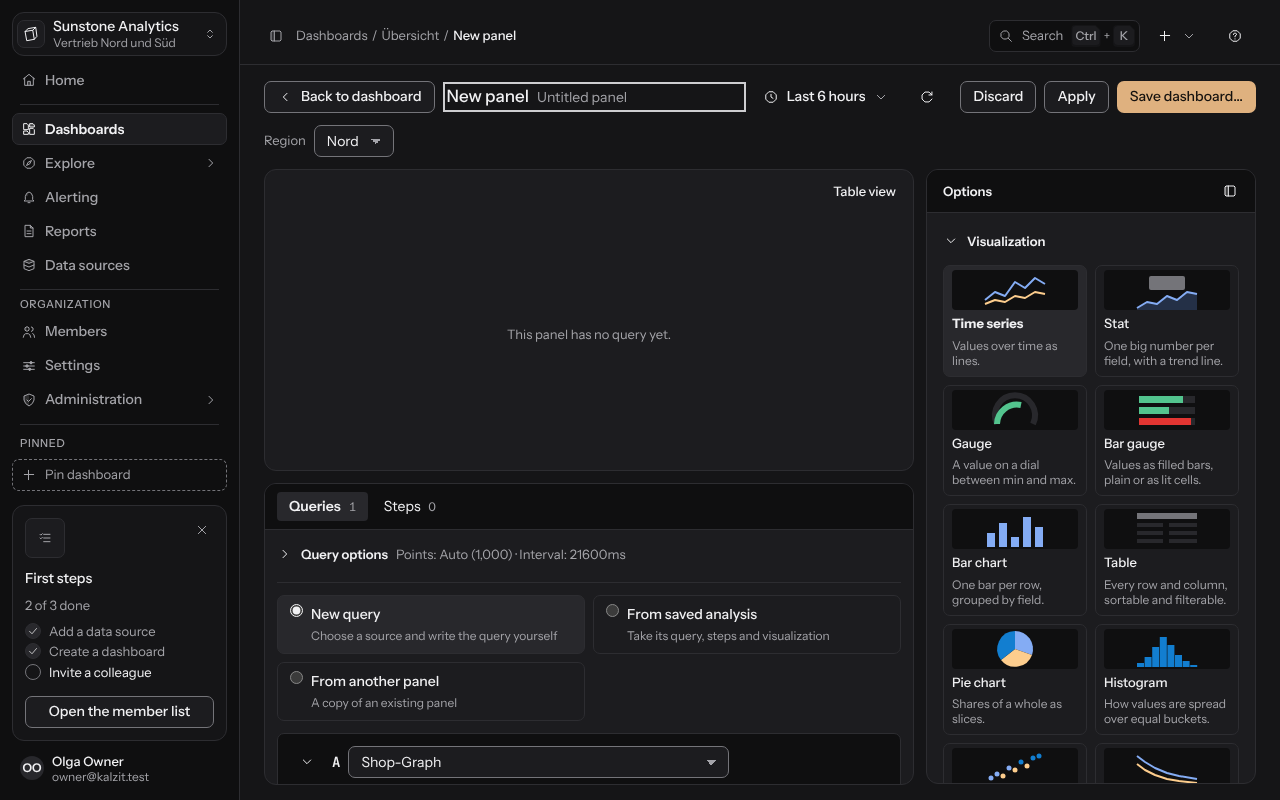 Sunstone Analytics
Vertrieb Nord und Süd
Home
Dashboards
Explore
Alerting
Reports
Data sources
ORGANIZATION
Members
Settings
Administration
PINNED
Pin dashboard
First steps
2 of 3 done
Add a data source
Create a dashboard
Invite a colleague
Open the member list
OO
Olga Owner
owner@kalzit.test
Dashboards / Übersicht / New panel
Search Ctrl + K
Back to dashboard
New panel Untitled panel
Last 6 hours
Discard
Apply
Save dashboard...
Region
Nord
Table view
This panel has no query yet.
Queries 1
Steps 0
Query options Points: Auto (1,000) · Interval: 21600ms
New query
Choose a source and write the query yourself
From saved analysis
Take its query, steps and visualization
From another panel
A copy of an existing panel
A
Shop-Graph
Options
Visualization
Time series
Values over time as
lines.
Stat
One big number per
field, with a trend line.
Gauge
A value on a dial
between min and max.
Bar gauge
Values as filled bars,
plain or as lit cells.
Bar chart
One bar per row,
grouped by field.
Table
Every row and column,
sortable and filterable.
Pie chart
Shares of a whole as
slices.
Histogram
How values are spread
over equal buckets.